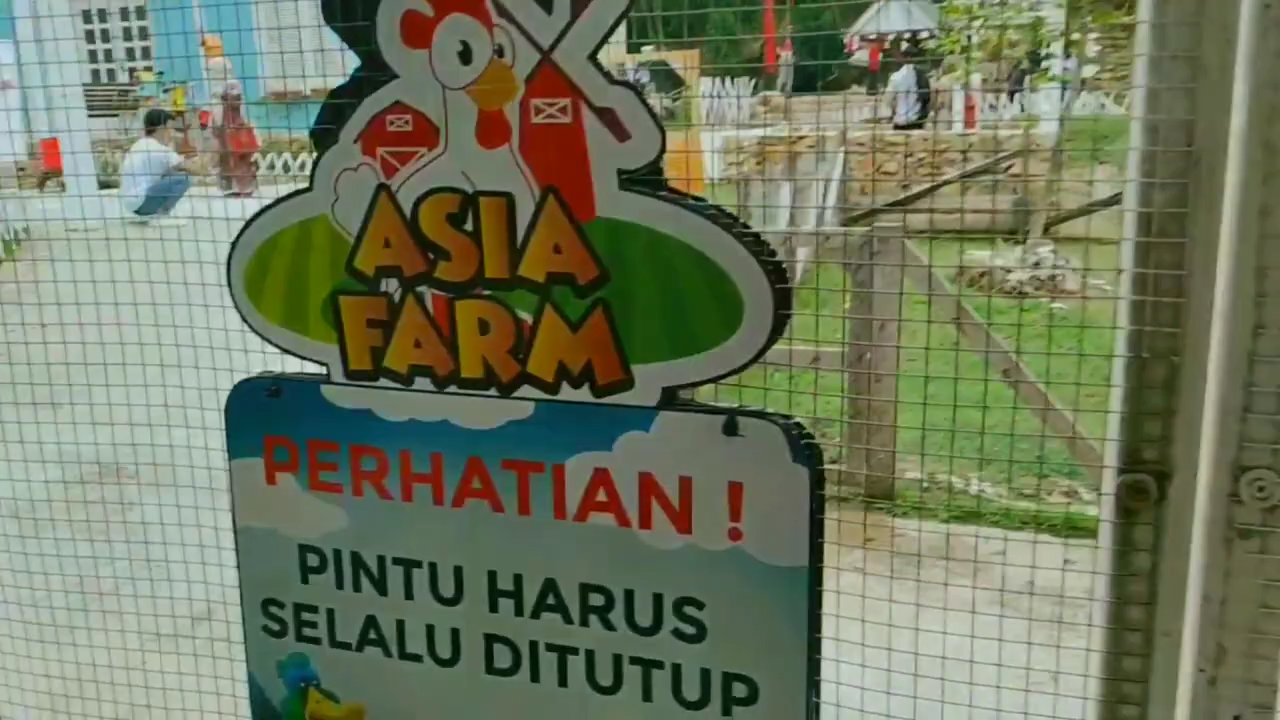 ASIA
FARM
PERHATIAN !
PINTU HARUS
SELALU DITUTUP